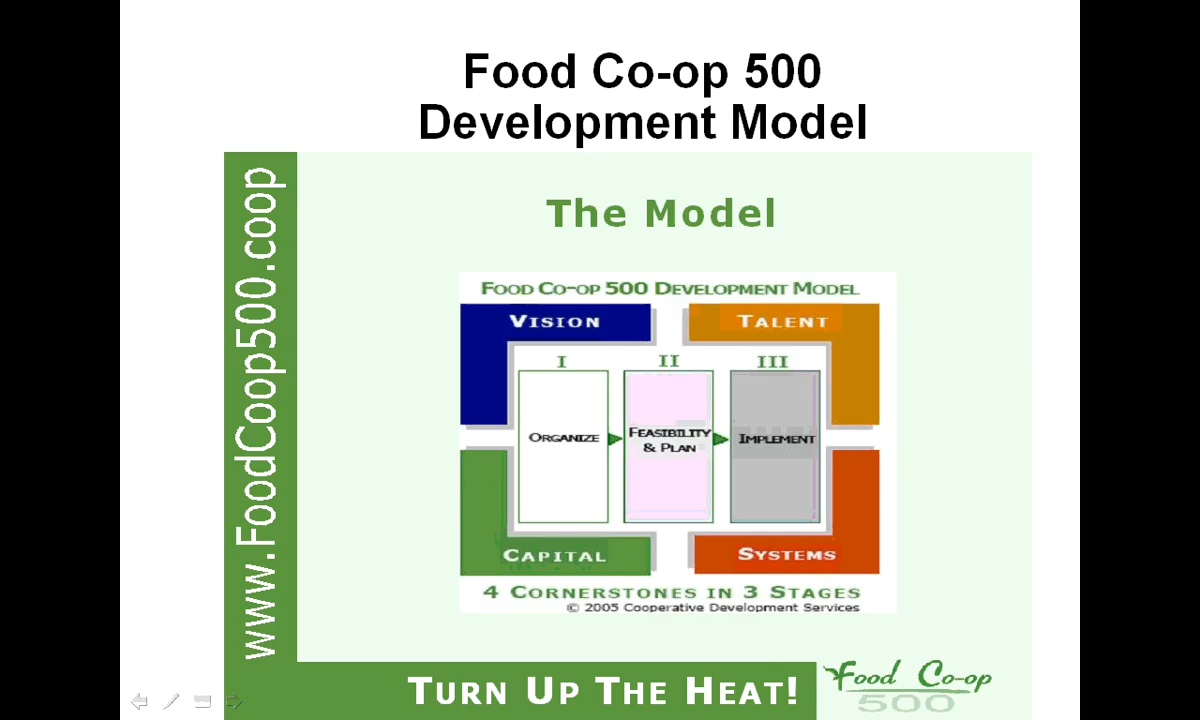 Food Co-op 500
Development Model
www.FoodCoop500.coop
The Model
FOOD CO-OP 500 DEVELOPMENT MODEL
VISION
TALENT
I
II
III
ORGANIZE
FEASIBILITY
& PLAN
IMPLEMENT
CAPITAL
SYSTEMS
4 CORNERSTONES IN 3 STAGES
© 2005 Cooperative Development Services
TURN UP THE HEAT!
Food Co-op
500